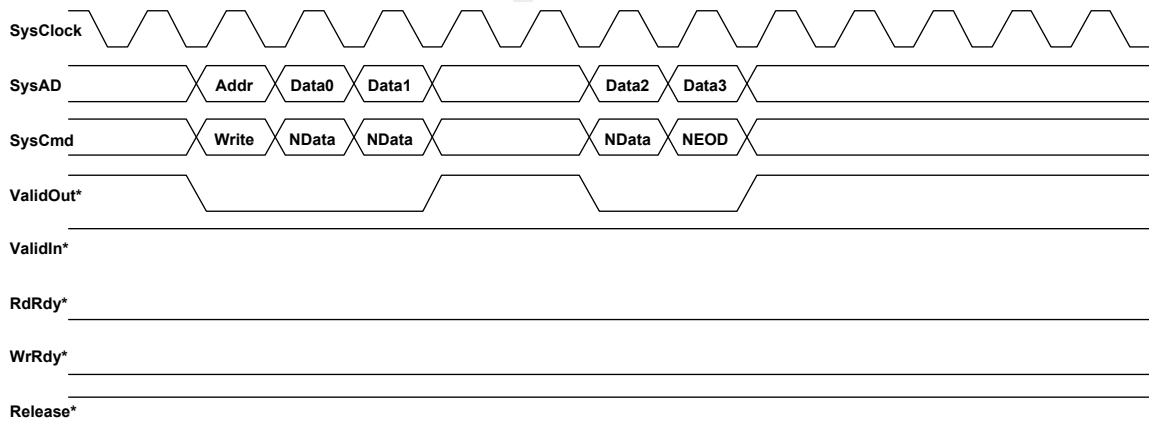 SysClock
SysAD Addr Data0 Data1 Data2 Data3
SysCmd Write NData NData NData NEOD
ValidOut*
ValidIn*
RdRdy*
WrRdy*
Release*